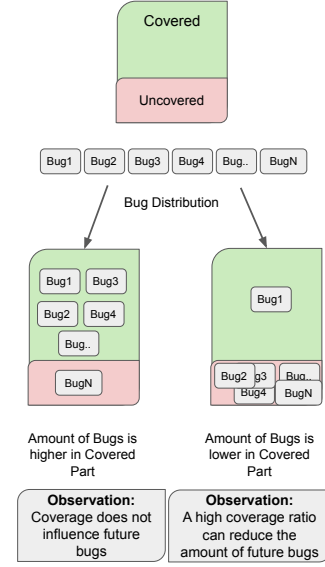 Covered
Uncovered
Bug1 Bug2 Bug3 Bug4 Bug.. BugN
Bug Distribution
Bug1 Bug3
Bug2 Bug4
Bug..
BugN
Amount of Bugs is
higher in Covered
Part
Observation:
Coverage does not
influence future
bugs
Bug1
Bug2 ug3 Bug..
Bug4 BugN
Amount of Bugs is
lower in Covered
Part
Observation:
A high coverage ratio
can reduce the
amount of future bugs